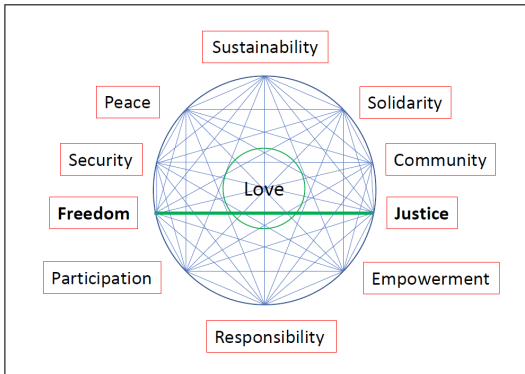 Sustainability
Peace
Solidarity
Security
Community
Love
Freedom
Justice
Participation
Empowerment
Responsibility